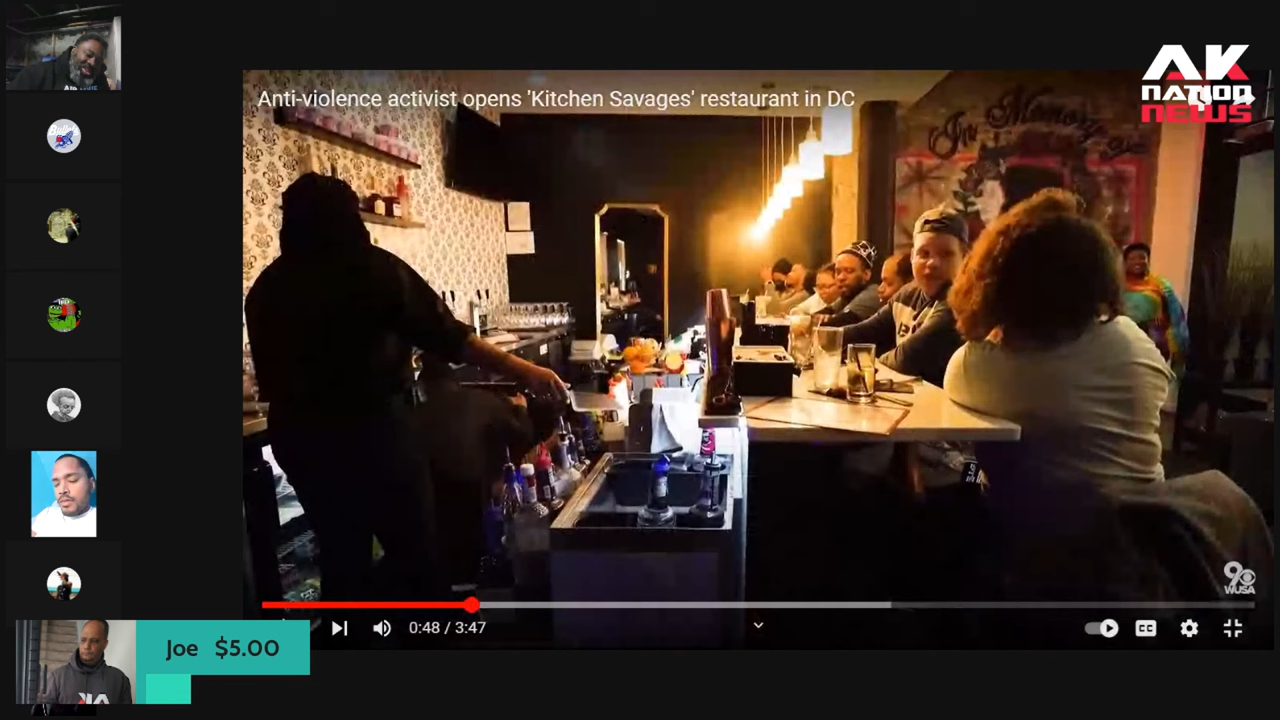 AK
NATION
NEWS
Anti-violence activist opens 'Kitchen Savages' restaurant in DC
In Memory
9
WUSA
0:48 / 3:47
CC
Joe $5.00